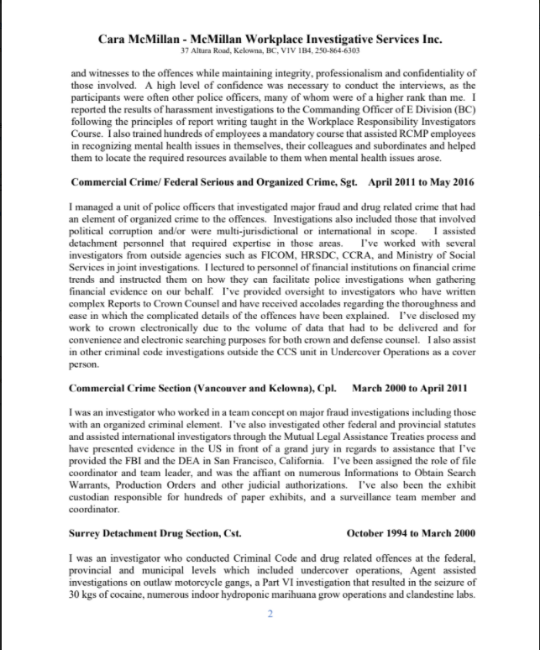 Cara McMillan - McMillan Workplace Investigative Services Inc.
37 Altura Road, Kelowna, BC, V1V 1B4, 250-864-6303
and witnesses to the offences while maintaining integrity, professionalism and confidentiality of
those involved. A high level of confidence was necessary to conduct the interviews, as the
participants were often other police officers, many of whom were of a higher rank than me. I
reported the results of harassment investigations to the Commanding Officer of E Division (BC)
following the principles of report writing taught in the Workplace Responsibility Investigators
Course. I also trained hundreds of employees a mandatory course that assisted RCMP employees
in recognizing mental health issues in themselves, their colleagues and subordinates and helped
them to locate the required resources available to them when mental health issues arose.
Commercial Crime/ Federal Serious and Organized Crime, Sgt. April 2011 to May 2016
I managed a unit of police officers that investigated major fraud and drug related crime that had
an element of organized crime to the offences. Investigations also included those that involved
political corruption and/or were multi-jurisdictional or international in scope. I assisted
detachment personnel that required expertise in those areas. I've worked with several
investigators from outside agencies such as FICOM, HRSDC, CCRA, and Ministry of Social
Services in joint investigations. I lectured to personnel of financial institutions on financial crime
trends and instructed them on how they can facilitate police investigations when gathering
financial evidence on our behalf. I've provided oversight to investigators who have written
complex Reports to Crown Counsel and have received accolades regarding the thoroughness and
ease in which the complicated details of the offences have been explained. I've disclosed my
work to crown electronically due to the volume of data that had to be delivered and for
convenience and electronic searching purposes for both crown and defense counsel. I also assist
in other criminal code investigations outside the CCS unit in Undercover Operations as a cover
person.
Commercial Crime Section (Vancouver and Kelowna), Cpl. March 2000 to April 2011
I was an investigator who worked in a team concept on major fraud investigations including those
with an organized criminal element. I've also investigated other federal and provincial statutes
and assisted international investigators through the Mutual Legal Assistance Treaties process and
have presented evidence in the US in front of a grand jury in regards to assistance that I've
provided the FBI and the DEA in San Francisco, California. I've been assigned the role of file
coordinator and team leader, and was the affiant on numerous Informations to Obtain Search
Warrants, Production Orders and other judicial authorizations. I've also been the exhibit
custodian responsible for hundreds of paper exhibits, and a surveillance team member and
coordinator.
Surrey Detachment Drug Section, Cst. October 1994 to March 2000
I was an investigator who conducted Criminal Code and drug related offences at the federal,
provincial and municipal levels which included undercover operations, Agent assisted
investigations on outlaw motorcycle gangs, a Part VI investigation that resulted in the seizure of
30 kgs of cocaine, numerous indoor hydroponic marihuana grow operations and clandestine labs.
2